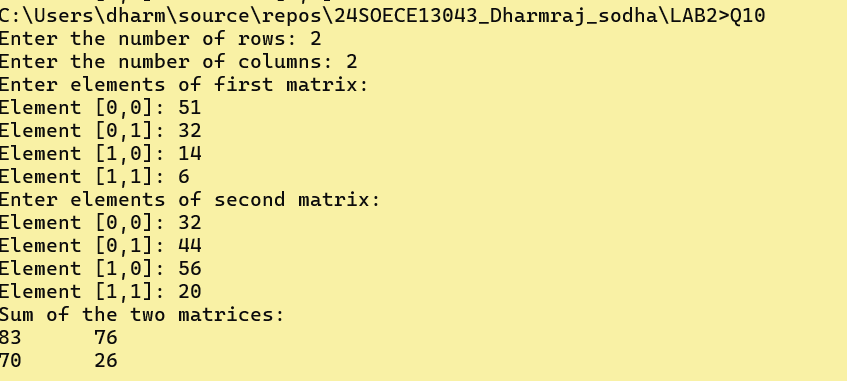 C:\Users\dharm\source\repos\24SOECE13043_Dharmraj_sodha\LAB2>Q10
Enter the number of rows: 2
Enter the number of columns: 2
Enter elements of first matrix:
Element [0,0]: 51
Element [0,1]: 32
Element [1,0]: 14
Element [1,1]: 6
Enter elements of second matrix:
Element [0,0]: 32
Element [0,1]: 44
Element [1,0]: 56
Element [1,1]: 20
Sum of the two matrices:
83      76
70      26